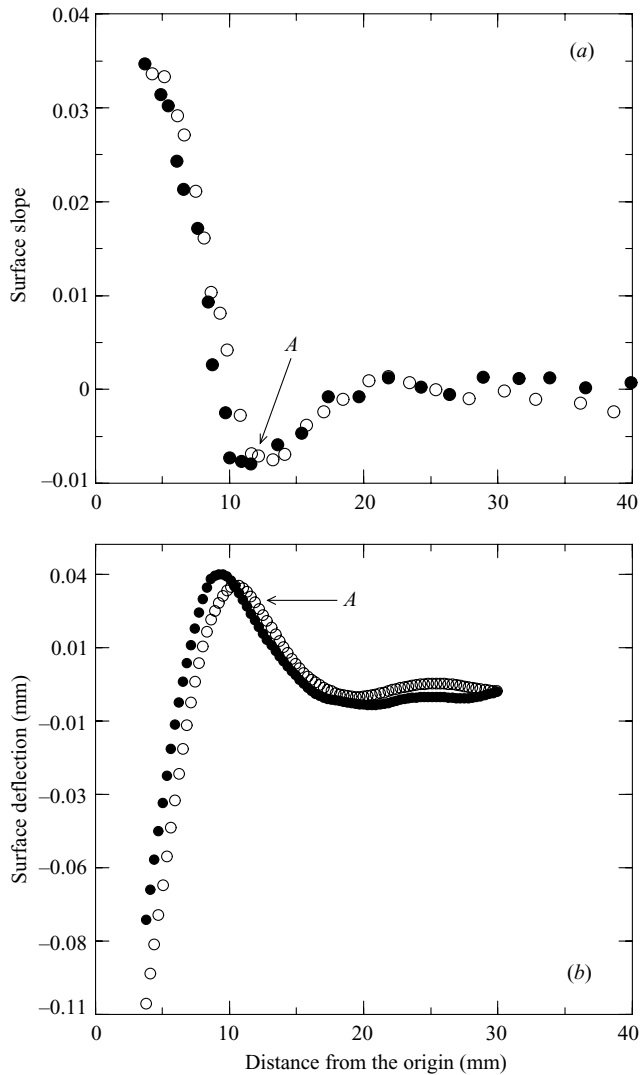 0.04
0.03
0.02
0.01
0
–0.01
Surface slope
(a)
A
0 10 20 30 40
0.04
0.01
–0.01
–0.03
–0.06
–0.08
–0.11
Surface deflection (mm)
A
(b)
0 10 20 30 40
Distance from the origin (mm)